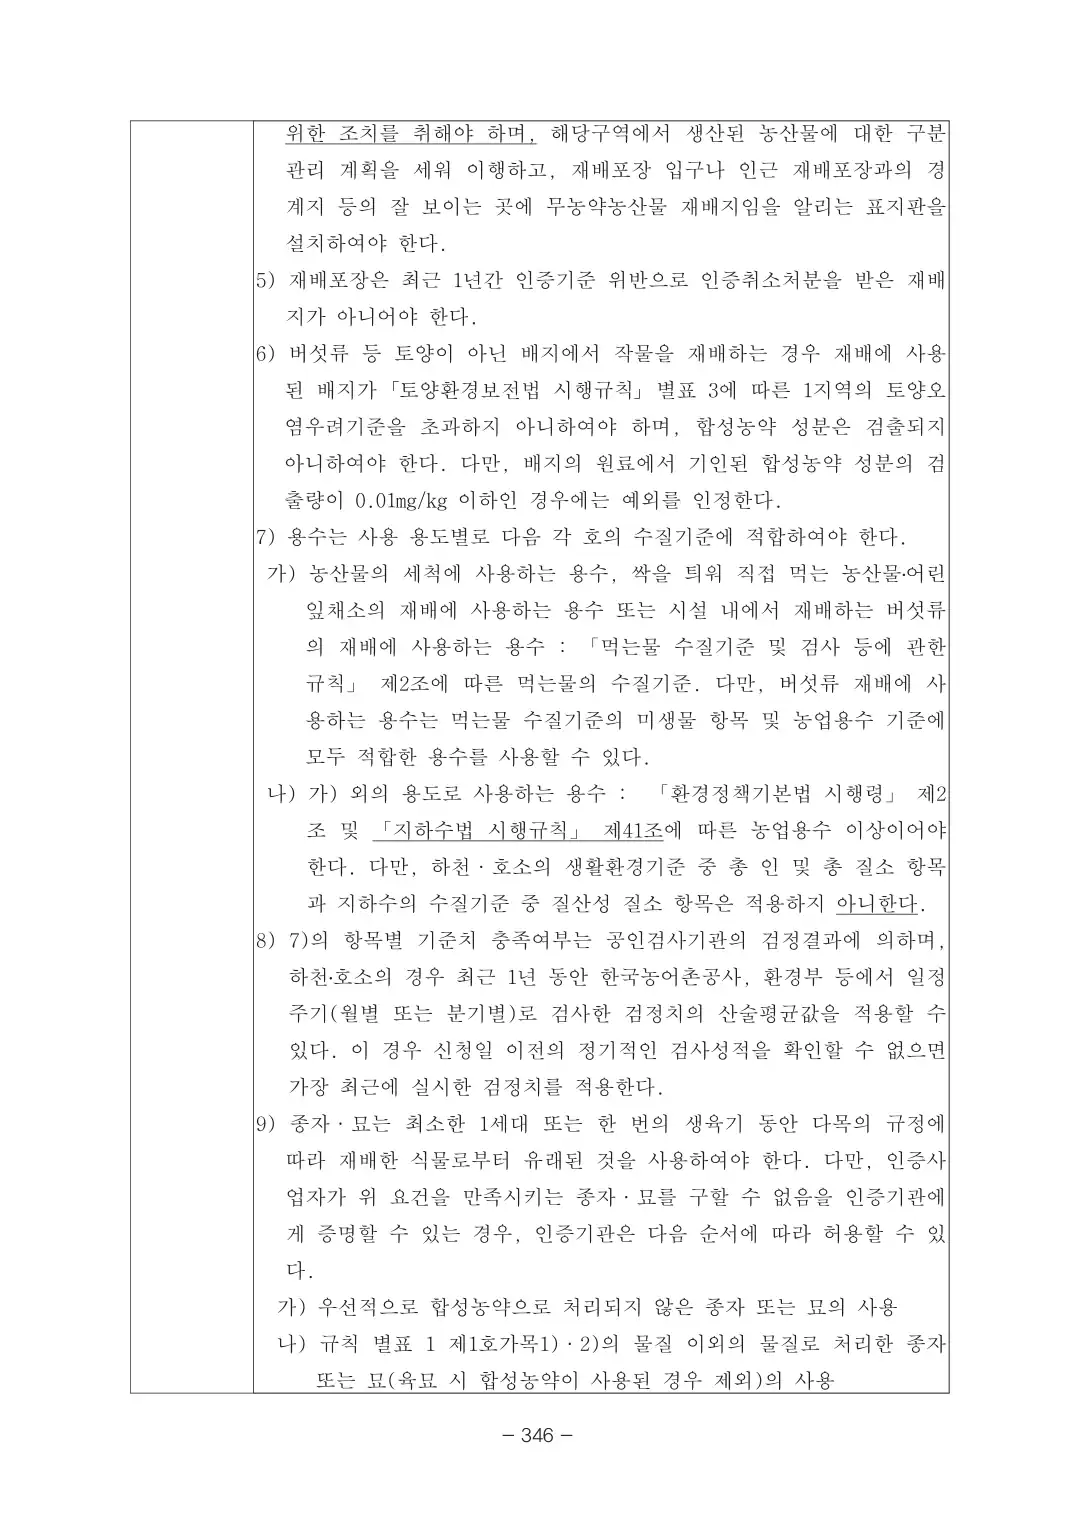 위한 조치를 취해야 하며, 해당구역에서 생산된 농산물에 대한 구분
관리 계획을 세워 이행하고, 재배포장 입구나 인근 재배포장과의 경
계지 등의 잘 보이는 곳에 무농약농산물 재배지임을 알리는 표지판을
설치하여야 한다.
5) 재배포장은 최근 1년간 인증기준 위반으로 인증취소처분을 받은 재배
지가 아니어야 한다.
6) 버섯류 등 토양이 아닌 배지에서 작물을 재배하는 경우 재배에 사용
된 배지가「토양환경보전법 시행규칙」별표 3에 따른 1지역의 토양오
염우려기준을 초과하지 아니하여야 하며, 합성농약 성분은 검출되지
아니하여야 한다. 다만, 배지의 원료에서 기인된 합성농약 성분의 검
출량이 0.01mg/kg 이하인 경우에는 예외를 인정한다.
7) 용수는 사용 용도별로 다음 각 호의 수질기준에 적합하여야 한다.
가) 농산물의 세척에 사용하는 용수, 싹을 틔워 직접 먹는 농산물·어린
잎채소의 재배에 사용하는 용수 또는 시설 내에서 재배하는 버섯류
의 재배에 사용하는 용수 : 「먹는물 수질기준 및 검사 등에 관한
규칙」 제2조에 따른 먹는물의 수질기준. 다만, 버섯류 재배에 사
용하는 용수는 먹는물 수질기준의 미생물 항목 및 농업용수 기준에
모두 적합한 용수를 사용할 수 있다.
나) 가) 외의 용도로 사용하는 용수 : 「환경정책기본법 시행령」 제2
조 및 「지하수법 시행규칙」 제41조에 따른 농업용수 이상이어야
한다. 다만, 하천·호소의 생활환경기준 중 총 인 및 총 질소 항목
과 지하수의 수질기준 중 질산성 질소 항목은 적용하지 아니한다.
8) 7)의 항목별 기준치 충족여부는 공인검사기관의 검정결과에 의하며,
하천·호소의 경우 최근 1년 동안 한국농어촌공사, 환경부 등에서 일정
주기(월별 또는 분기별)로 검사한 검정치의 산술평균값을 적용할 수
있다. 이 경우 신청일 이전의 정기적인 검사성적을 확인할 수 없으면
가장 최근에 실시한 검정치를 적용한다.
9) 종자·묘는 최소한 1세대 또는 한 번의 생육기 동안 다목의 규정에
따라 재배한 식물로부터 유래된 것을 사용하여야 한다. 다만, 인증사
업자가 위 요건을 만족시키는 종자·묘를 구할 수 없음을 인증기관에
게 증명할 수 있는 경우, 인증기관은 다음 순서에 따라 허용할 수 있
다.
가) 우선적으로 합성농약으로 처리되지 않은 종자 또는 묘의 사용
나) 규칙 별표 1 제1호가목1)·2)의 물질 이외의 물질로 처리한 종자
또는 묘(육묘 시 합성농약이 사용된 경우 제외)의 사용
- 346 -